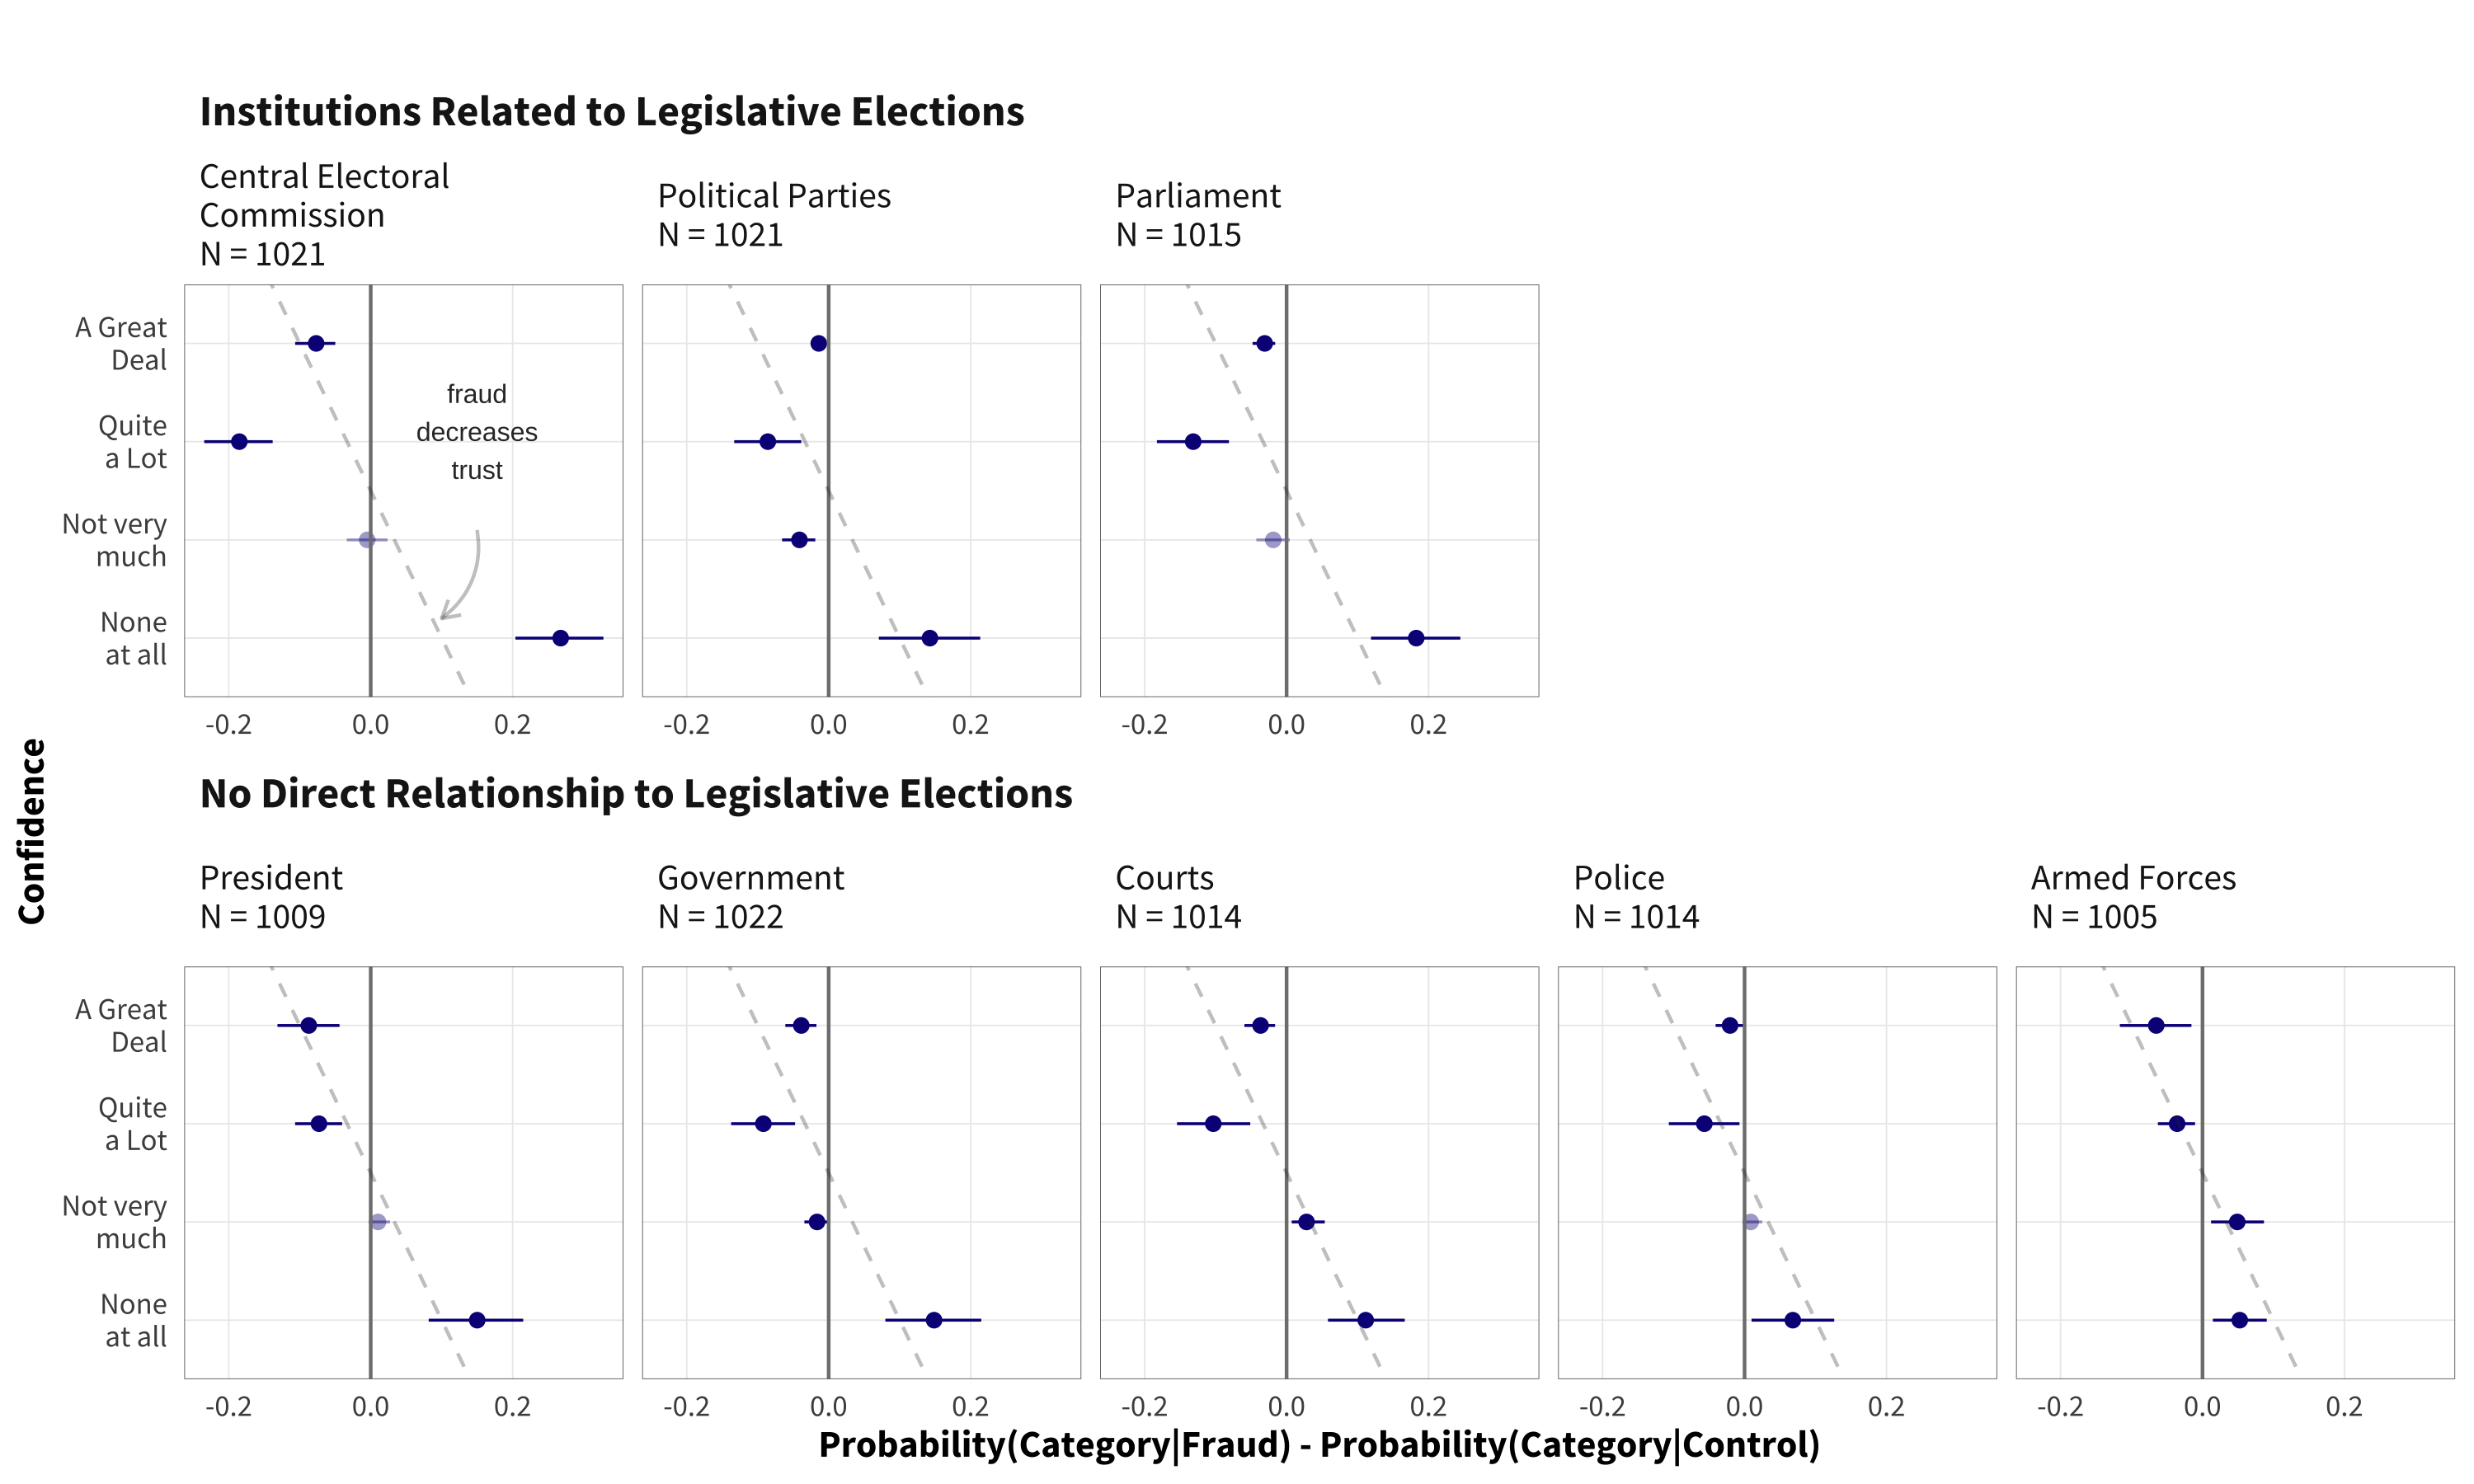 Institutions Related to Legislative Elections
Central Electoral
Commission
N = 1021
Political Parties
N = 1021
Parliament
N = 1015
A Great
Deal
Quite
a Lot
Not very
much
None
at all
fraud
decreases
trust
-0.2 0.0 0.2
-0.2 0.0 0.2
-0.2 0.0 0.2
Confidence
No Direct Relationship to Legislative Elections
President
N = 1009
Government
N = 1022
Courts
N = 1014
Police
N = 1014
Armed Forces
N = 1005
A Great
Deal
Quite
a Lot
Not very
much
None
at all
-0.2 0.0 0.2
-0.2 0.0 0.2
-0.2 0.0 0.2
-0.2 0.0 0.2
-0.2 0.0 0.2
Probability(Category|Fraud) - Probability(Category|Control)